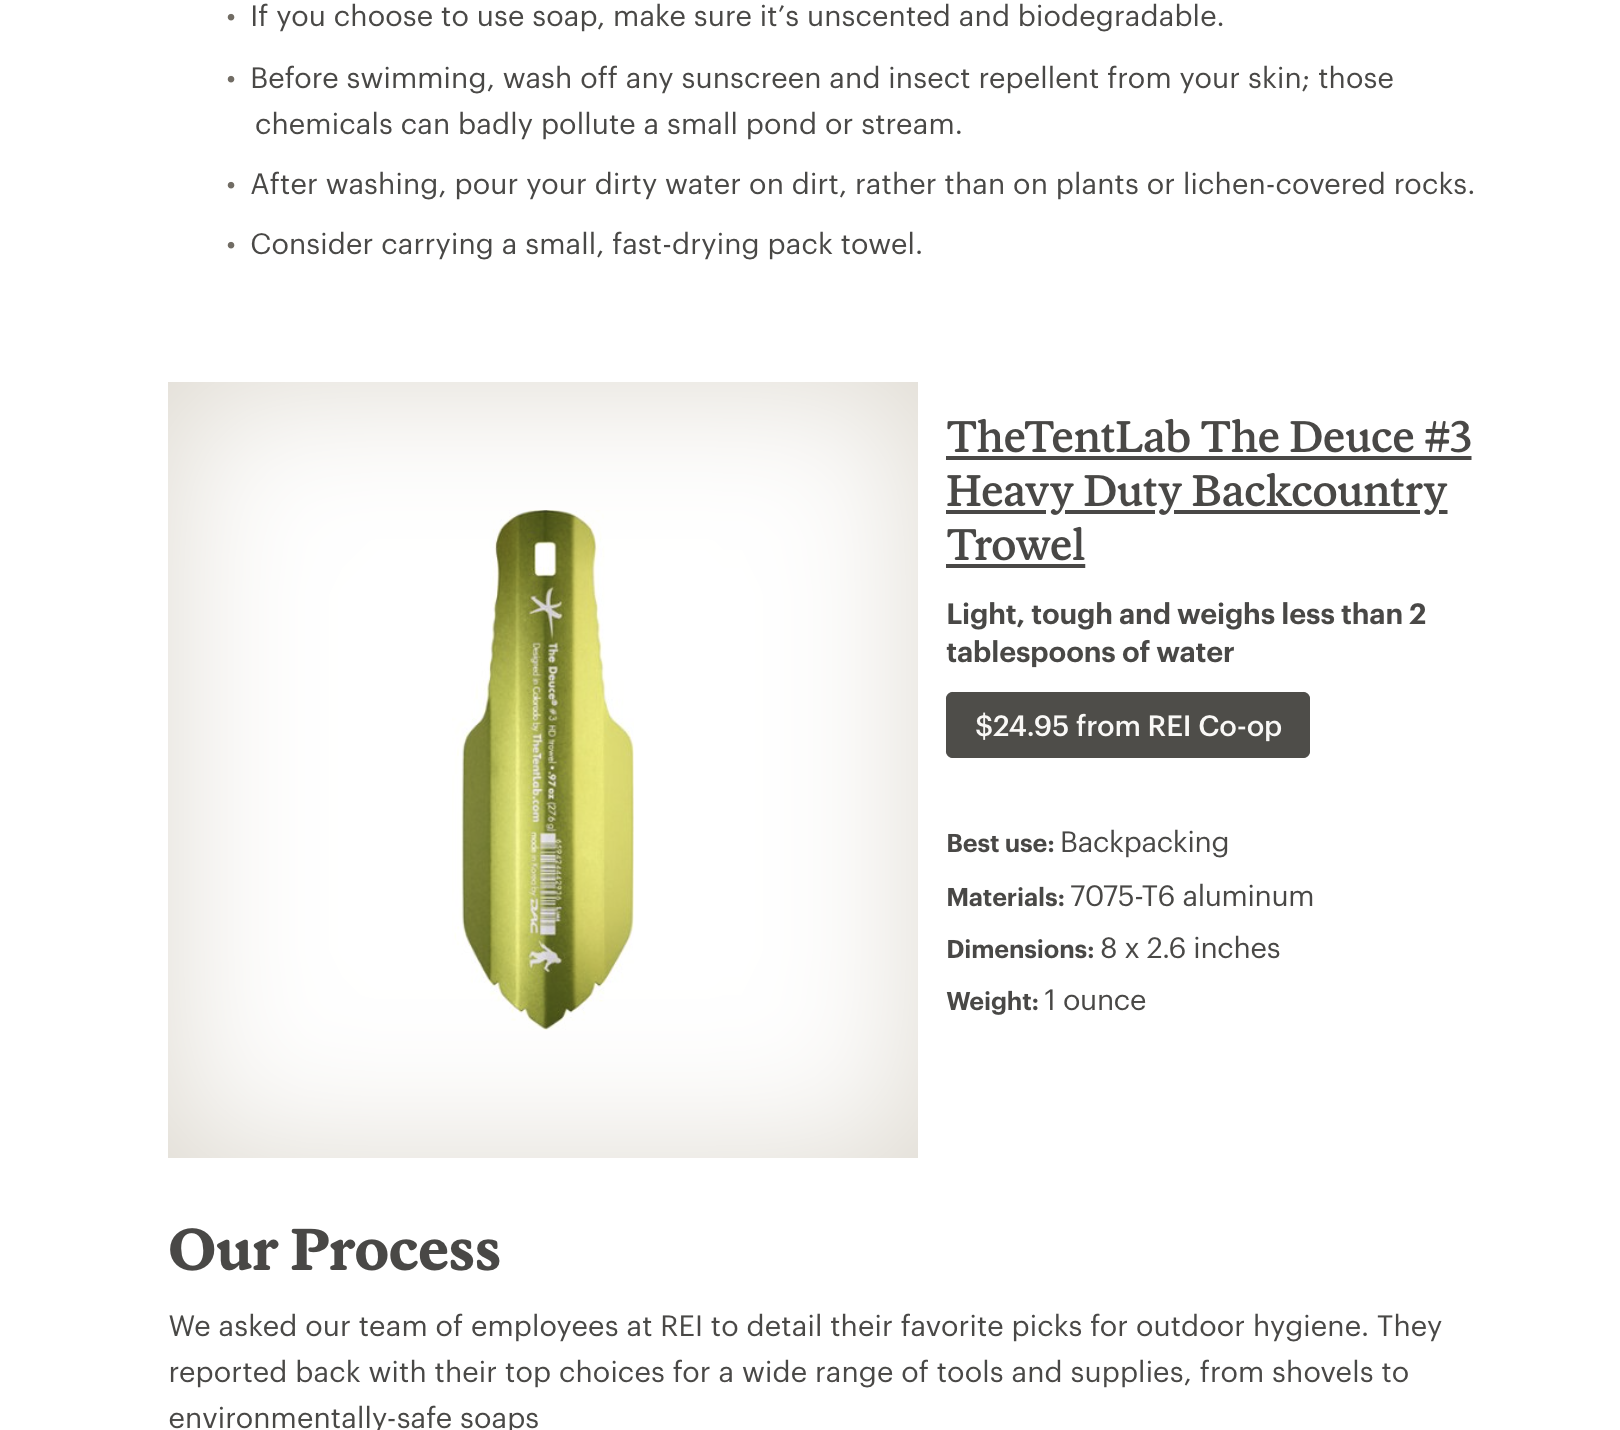 • If you choose to use soap, make sure it’s unscented and biodegradable.
• Before swimming, wash off any sunscreen and insect repellent from your skin; those
chemicals can badly pollute a small pond or stream.
• After washing, pour your dirty water on dirt, rather than on plants or lichen-covered rocks.
• Consider carrying a small, fast-drying pack towel.
The Deuce® #3 HD trowel • .97 oz (27.6 g)
Designed in Colorado by TheTentLab.com made in Korea by DAC
TheTentLab The Deuce #3
Heavy Duty Backcountry
Trowel
Light, tough and weighs less than 2
tablespoons of water
$24.95 from REI Co-op
Best use: Backpacking
Materials: 7075-T6 aluminum
Dimensions: 8 x 2.6 inches
Weight: 1 ounce
Our Process
We asked our team of employees at REI to detail their favorite picks for outdoor hygiene. They
reported back with their top choices for a wide range of tools and supplies, from shovels to
environmentally-safe soaps